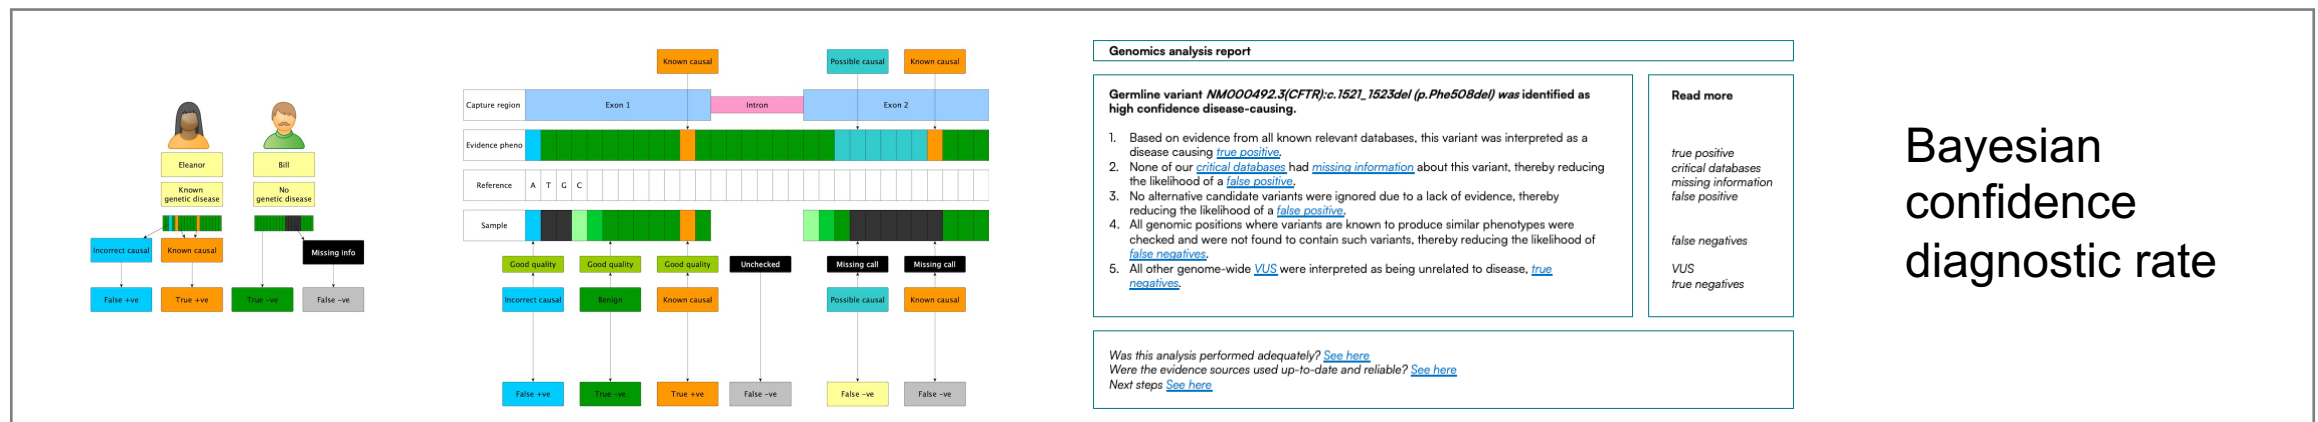 Eleanor
Bill
Known
genetic disease
No
genetic disease
Incorrect causal
Known causal
Missing info
False +ve
True +ve
True -ve
False -ve
Known causal
Possible causal
Known causal
Capture region
Exon 1
Intron
Exon 2
Evidence pheno
Reference
A T G C
Sample
Good quality
Good quality
Good quality
Unchecked
Missing call
Missing call
Incorrect causal
Benign
Known causal
Possible causal
Known causal
False +ve
True -ve
True +ve
False -ve
False -ve
False -ve
Genomics analysis report
Germline variant NM000492.3(CFTR):c.1521_1523del (p.Phe508del) was identified as
high confidence disease-causing.
1. Based on evidence from all known relevant databases, this variant was interpreted as a
disease causing true positive.
2. None of our critical databases had missing information about this variant, thereby reducing
the likelihood of a false positive.
3. No alternative candidate variants were ignored due to a lack of evidence, thereby
reducing the likelihood of a false positive.
4. All genomic positions where variants are known to produce similar phenotypes were
checked and were not found to contain such variants, thereby reducing the likelihood of
false negatives.
5. All other genome-wide VUS were interpreted as being unrelated to disease, true
negatives.
Read more
true positive
critical databases
missing information
false positive
false negatives
VUS
true negatives
Was this analysis performed adequately? See here
Were the evidence sources used up-to-date and reliable? See here
Next steps See here
Bayesian
confidence
diagnostic rate